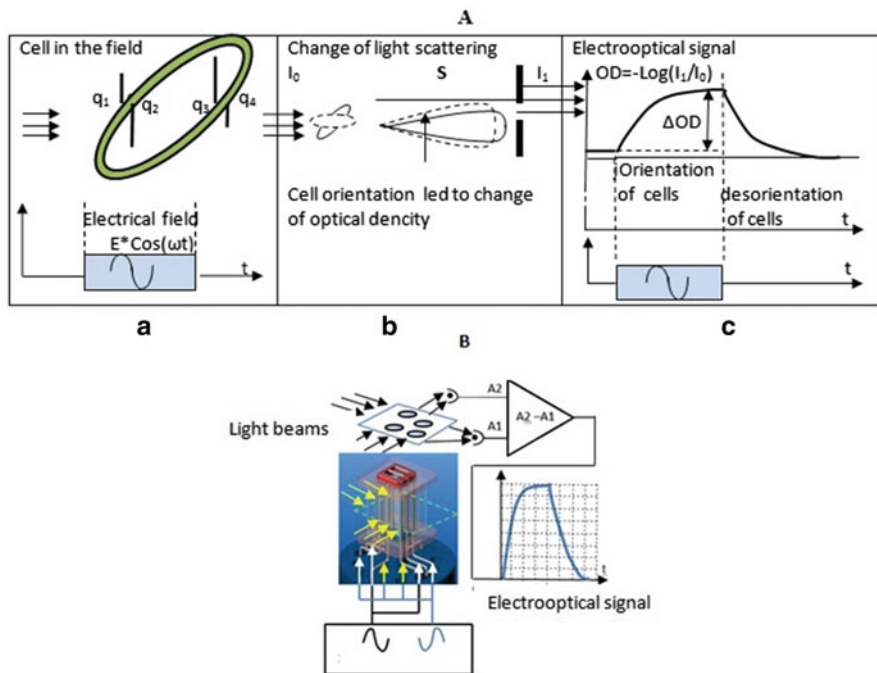 A
Cell in the field
q1 q2 q3 q4
Electrical field
E*Cos(ωt)
t
a
Change of light scattering
I0 S I1
Cell orientation led to change
of optical dencity
b
Electrooptical signal
OD=-Log(I1/I0)
ΔOD
Orientation
of cells
desorientation
of cells
t
t
c
B
Light beams
A2
A1
A2 –A1
t
Electrooptical signal